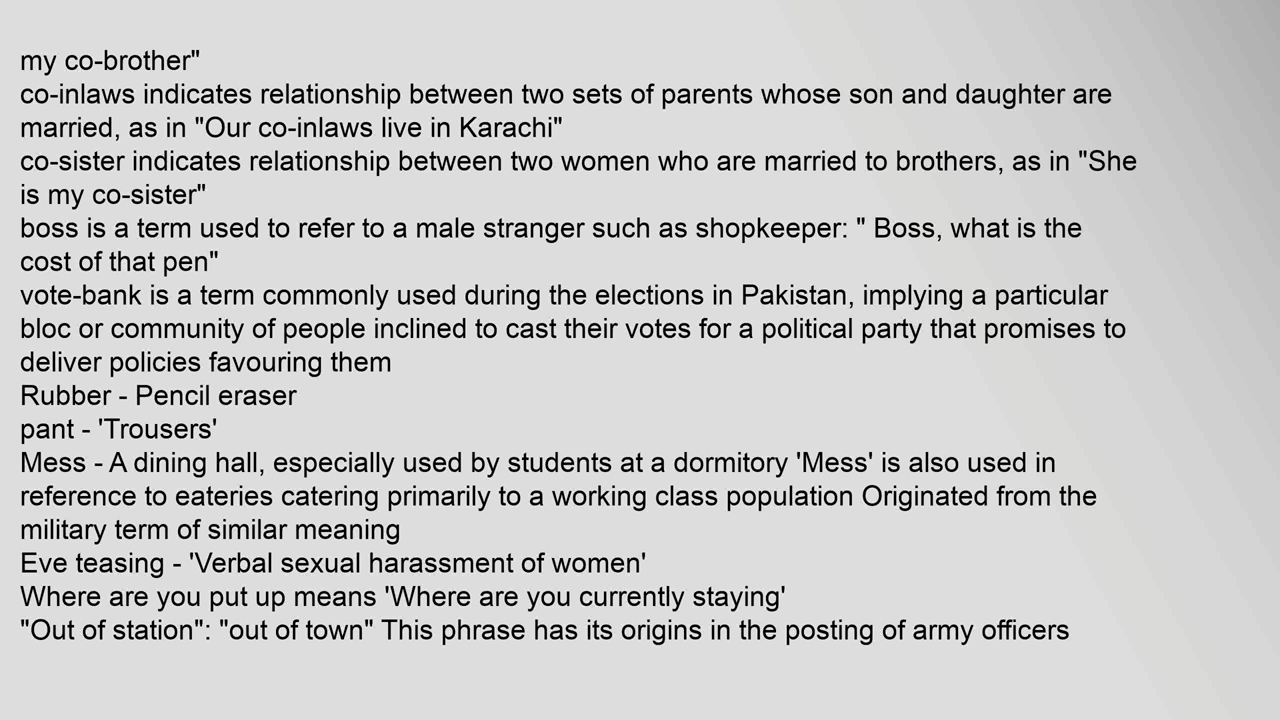 my co-brother"
co-inlaws indicates relationship between two sets of parents whose son and daughter are
married, as in "Our co-inlaws live in Karachi"
co-sister indicates relationship between two women who are married to brothers, as in "She
is my co-sister"
boss is a term used to refer to a male stranger such as shopkeeper: " Boss, what is the
cost of that pen"
vote-bank is a term commonly used during the elections in Pakistan, implying a particular
bloc or community of people inclined to cast their votes for a political party that promises to
deliver policies favouring them
Rubber - Pencil eraser
pant - 'Trousers'
Mess - A dining hall, especially used by students at a dormitory 'Mess' is also used in
reference to eateries catering primarily to a working class population Originated from the
military term of similar meaning
Eve teasing - 'Verbal sexual harassment of women'
Where are you put up means 'Where are you currently staying'
"Out of station": "out of town" This phrase has its origins in the posting of army officers